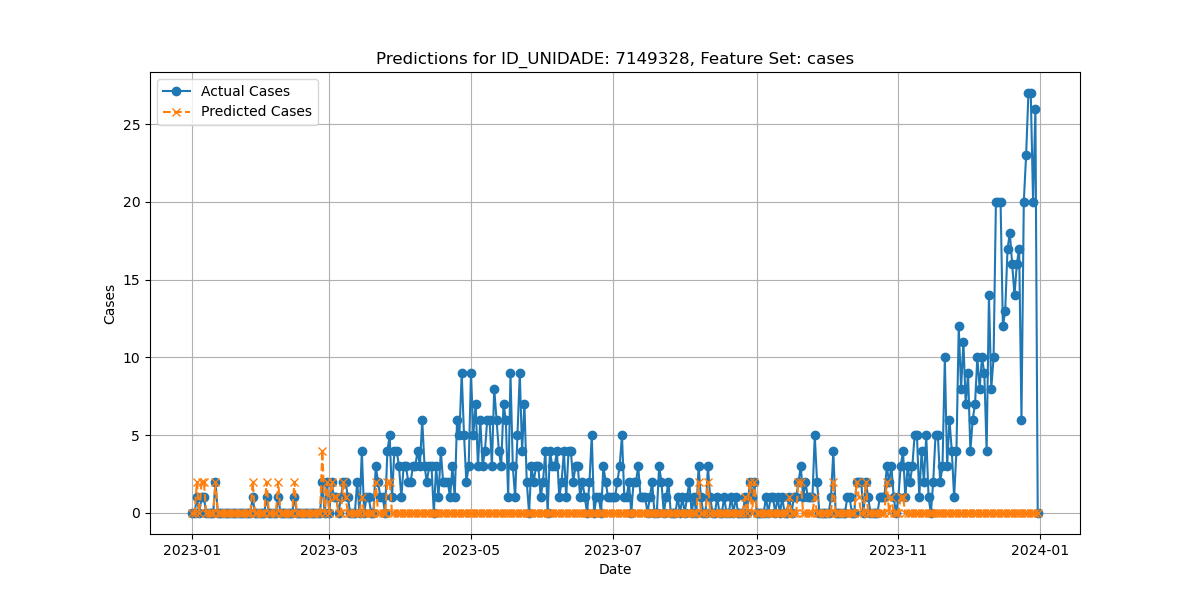 Predictions for ID_UNIDADE: 7149328, Feature Set: cases
Actual Cases
Predicted Cases
Cases
25
20
15
10
5
0
2023-01 2023-03 2023-05 2023-07 2023-09 2023-11 2024-01
Date